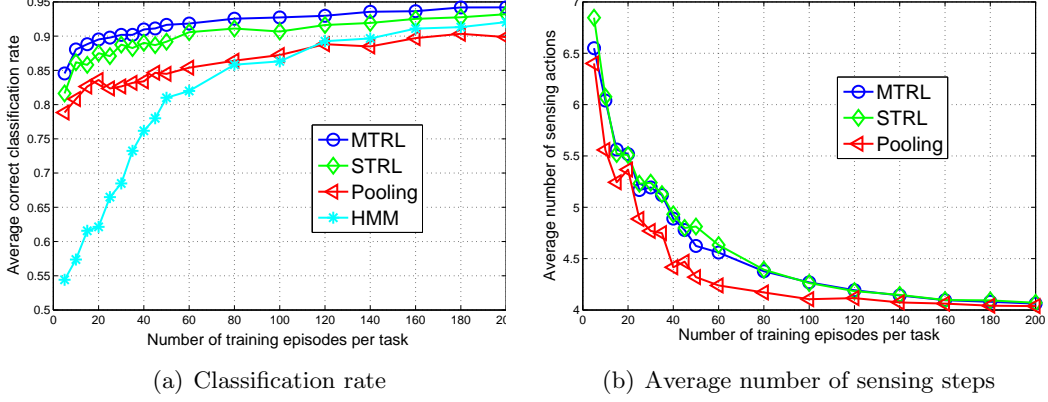 0.95
0.9
0.85
0.8
0.75
0.7
0.65
0.6
0.55
0.5
0 20 40 60 80 100 120 140 160 180 200
Average correct classification rate
Number of training episodes per task
MTRL
STRL
Pooling
HMM
(a) Classification rate
7
6.5
6
5.5
5
4.5
4
0 20 40 60 80 100 120 140 160 180 200
Average number of sensing actions
Number of training episodes per task
MTRL
STRL
Pooling
(b) Average number of sensing steps